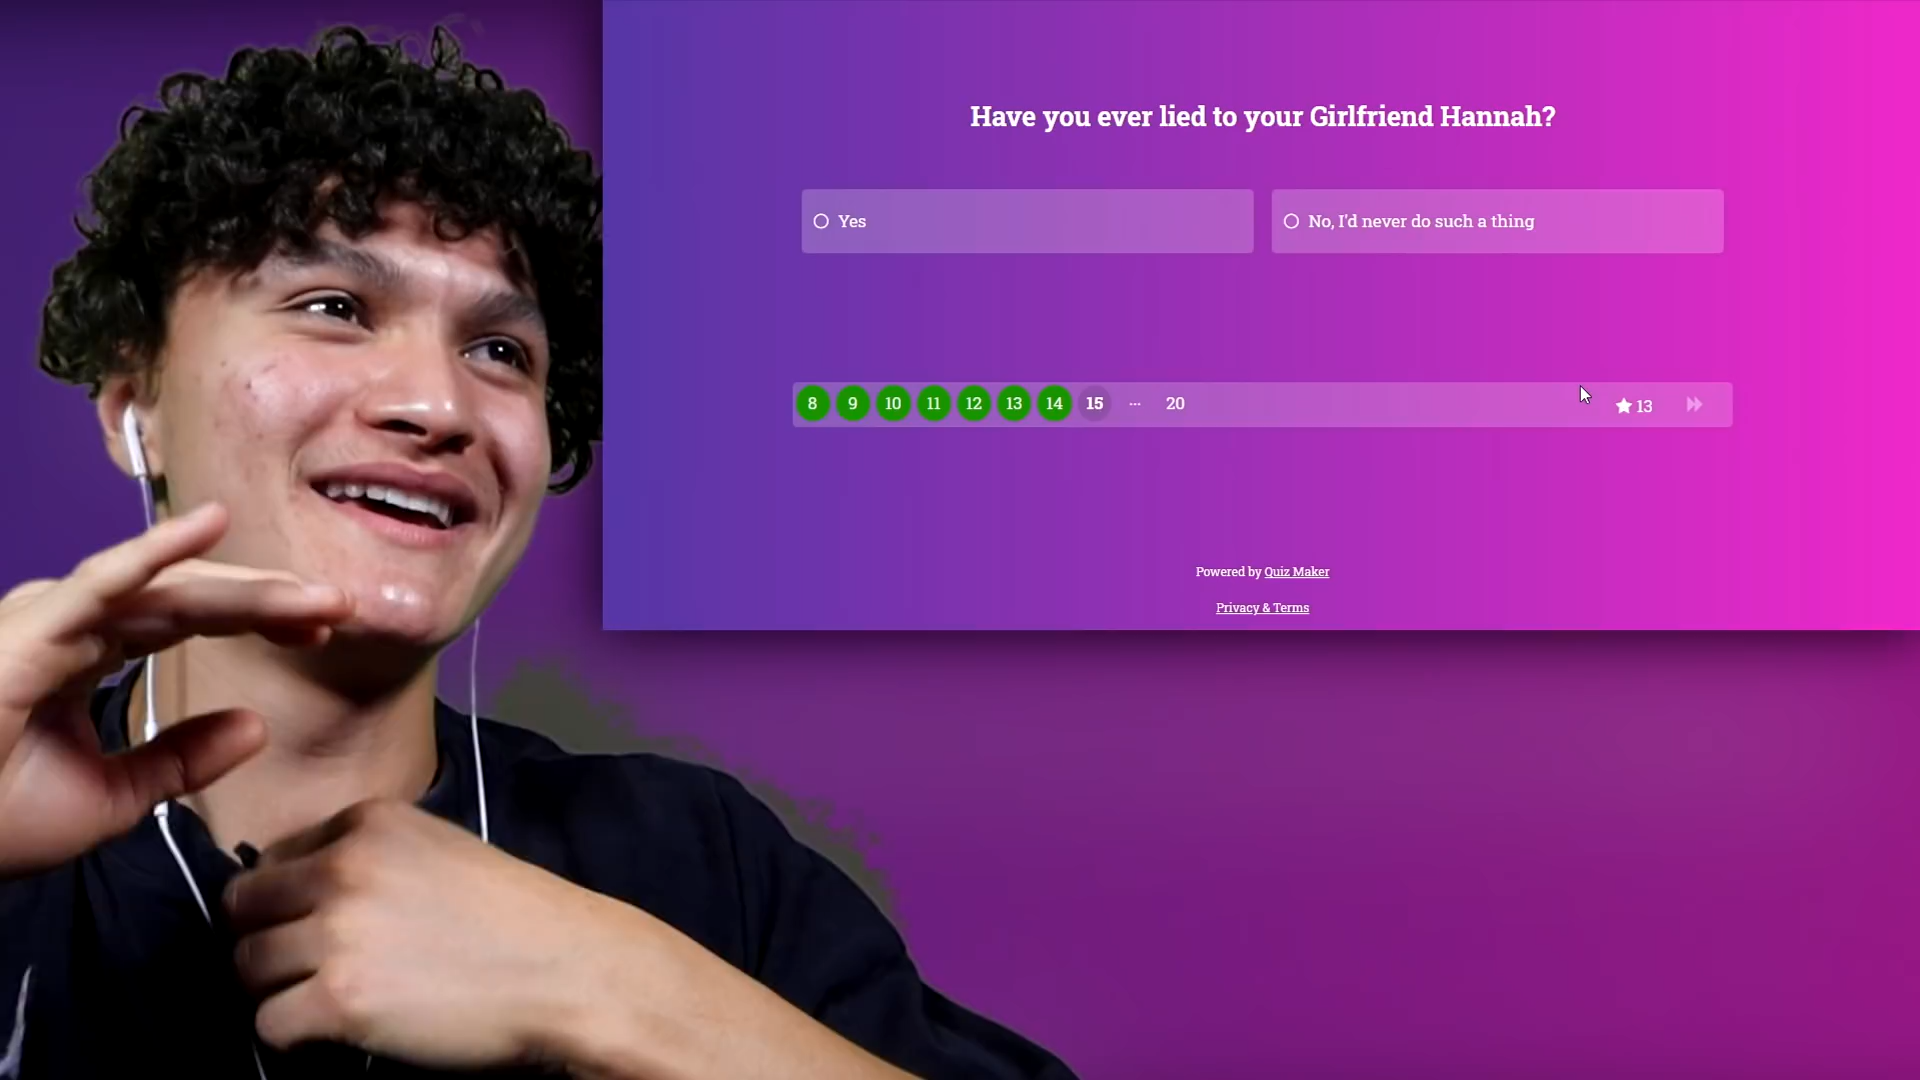 Have you ever lied to your Girlfriend Hannah?
Yes
No, I'd never do such a thing
8 9 10 11 12 13 14 15 ... 20
13
Powered by Quiz Maker
Privacy & Terms